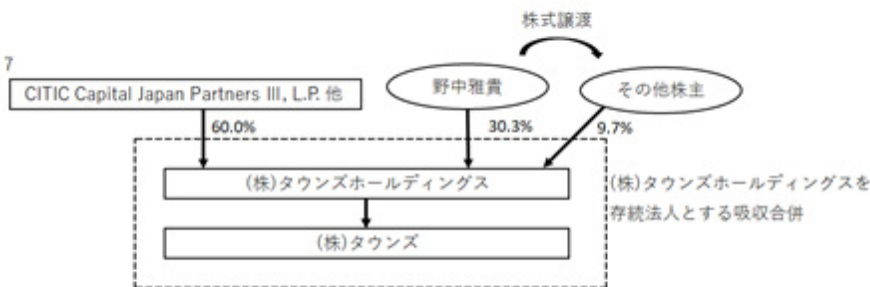 株式譲渡
7
CITIC Capital Japan Partners III, L.P. 他
野中雅貴
その他株主
60.0%
30.3%
9.7%
(株)タウンズホールディングス
(株)タウンズホールディングスを
存続法人とする吸収合併
(株)タウンズ